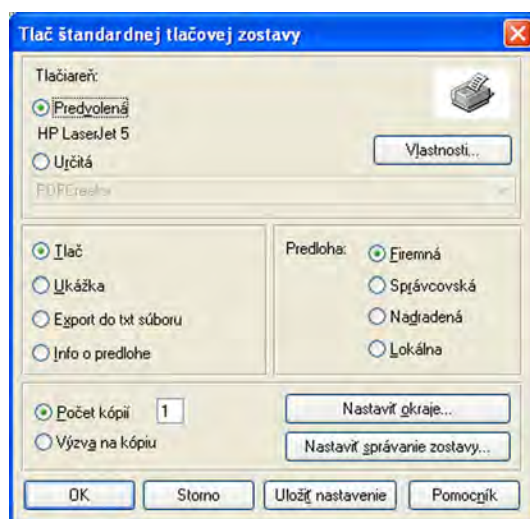 Tlač štandardnej tlačovej zostavy
Tlačiareň:
Predvolená
HP LaserJet 5
Určitá
Vlastnosti...
PDFCreator
Tlač
Ukážka
Export do txt súboru
Info o predlohe
Predloha:
Firemná
Správcovská
Nadradená
Lokálna
Počet kópií 1
Výzva na kópiu
Nastaviť okraje...
Nastaviť správanie zostavy...
OK Storno Uložiť nastavenie Pomocník